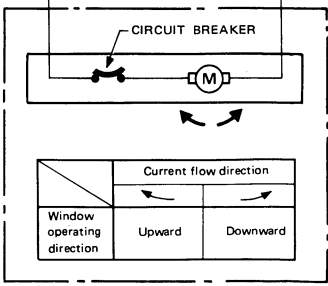 CIRCUIT BREAKER
M
Current flow direction
Window
operating
direction
Upward
Downward